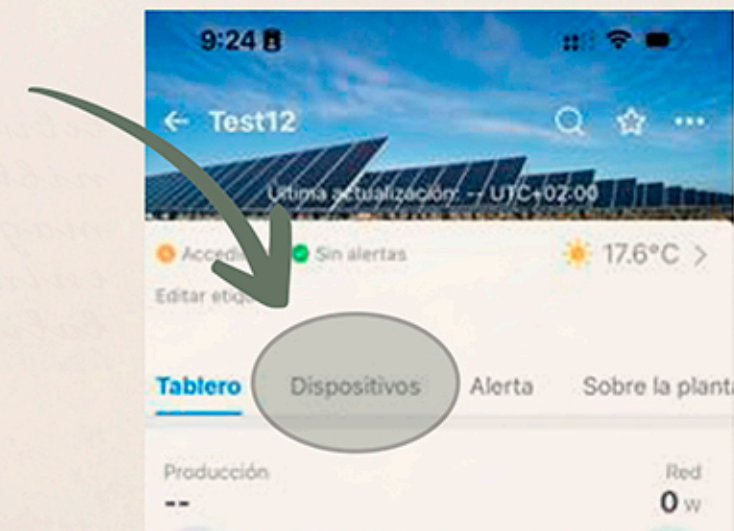 9:24
Test12
Última actualización: -- UTC+02:00
Sin alertas
17.6°C >
Editar
Tablero
Dispositivos
Alerta
Sobre la planta
Producción
Red
--
0 W